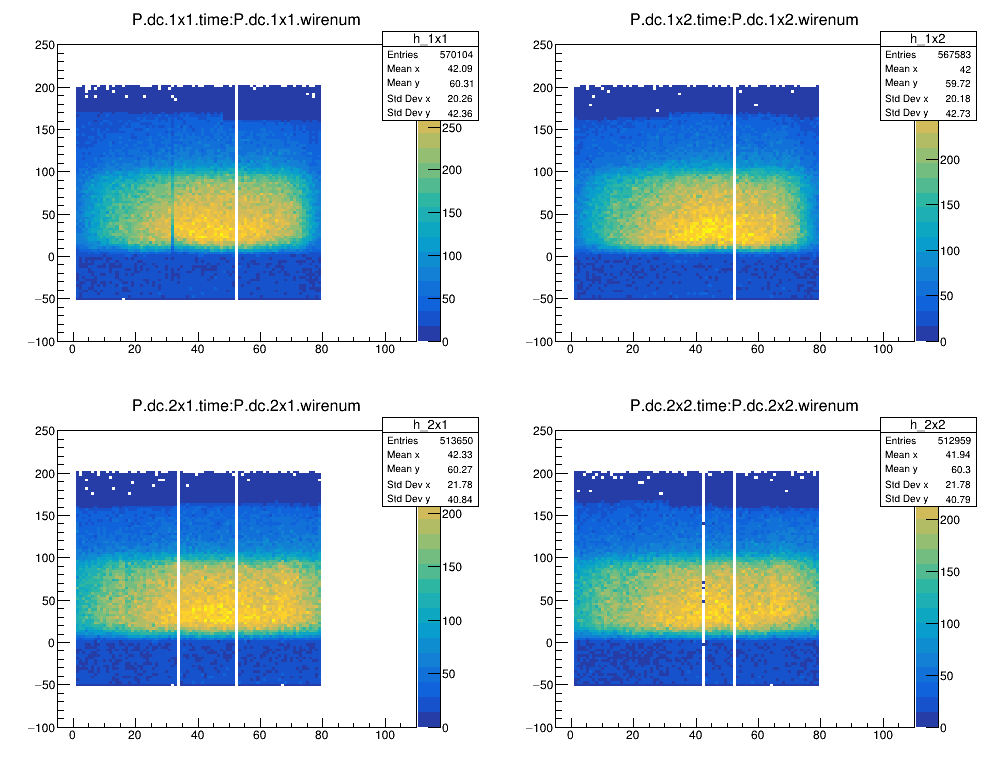 P.dc.1x1.time:P.dc.1x1.wirenum
h_1x1
Entries 570104
Mean x 42.09
Mean y 60.31
Std Dev x 20.26
Std Dev y 42.36
250
200
150
100
50
0
−50
−100
0 20 40 60 80 100
250
200
150
100
50
0
P.dc.1x2.time:P.dc.1x2.wirenum
h_1x2
Entries 567583
Mean x 42
Mean y 59.72
Std Dev x 20.18
Std Dev y 42.73
250
200
150
100
50
0
−50
−100
0 20 40 60 80 100
200
150
100
50
0
P.dc.2x1.time:P.dc.2x1.wirenum
h_2x1
Entries 513650
Mean x 42.33
Mean y 60.27
Std Dev x 21.78
Std Dev y 40.84
250
200
150
100
50
0
−50
−100
0 20 40 60 80 100
200
150
100
50
0
P.dc.2x2.time:P.dc.2x2.wirenum
h_2x2
Entries 512959
Mean x 41.94
Mean y 60.3
Std Dev x 21.78
Std Dev y 40.79
250
200
150
100
50
0
−50
−100
0 20 40 60 80 100
200
150
100
50
0